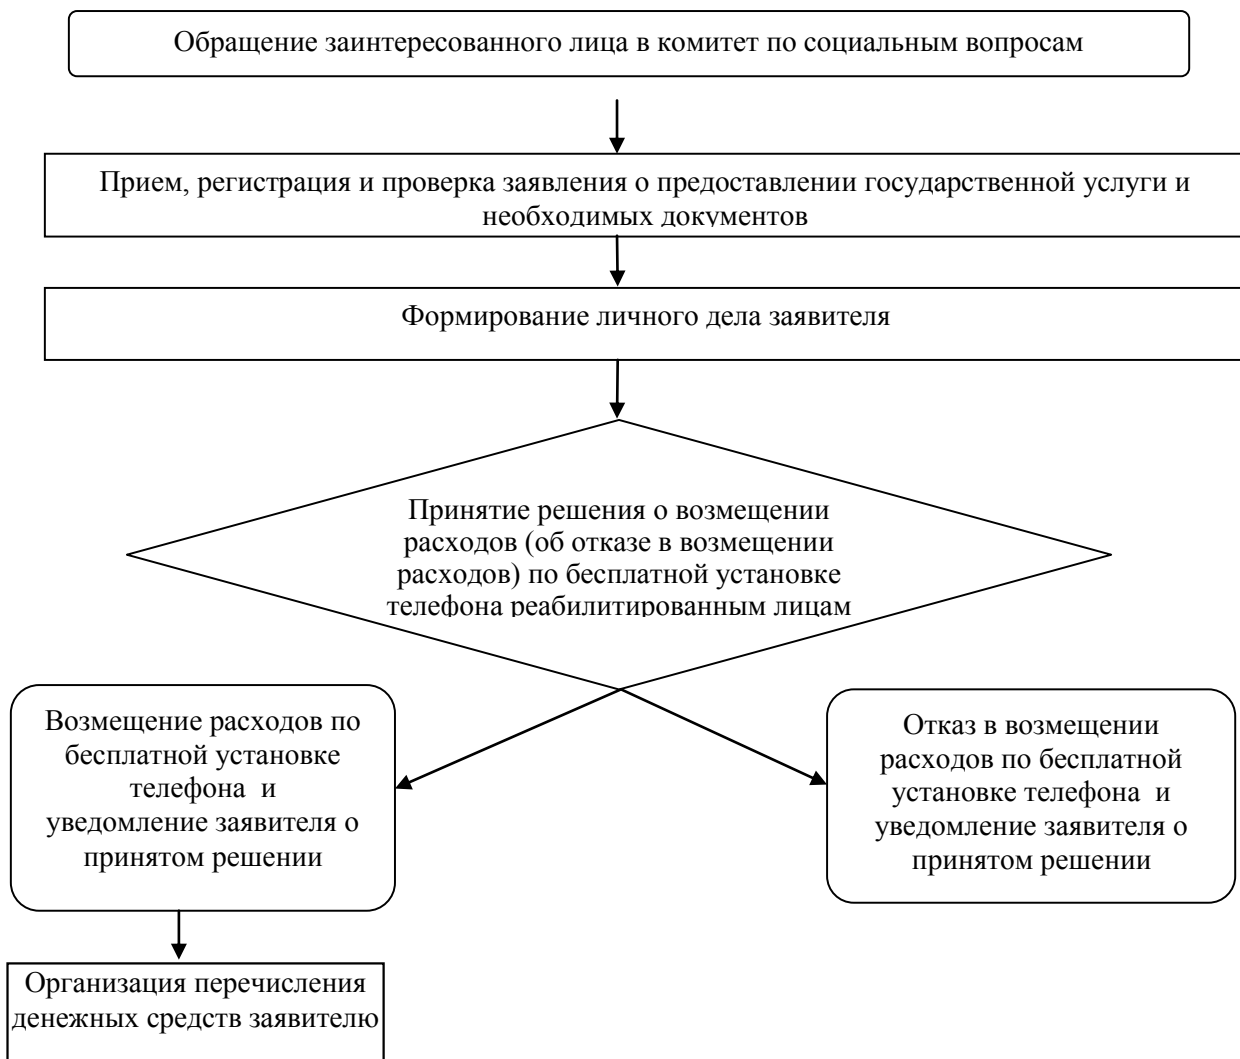 Обращение заинтересованного лица в комитет по социальным вопросам
Прием, регистрация и проверка заявления о предоставлении государственной услуги и
необходимых документов
Формирование личного дела заявителя
Принятие решения о возмещении
расходов (об отказе в возмещении
расходов) по бесплатной установке
телефона реабилитированным лицам
Возмещение расходов по
бесплатной установке
телефона и
уведомление заявителя о
принятом решении
Отказ в возмещении
расходов по бесплатной
установке телефона и
уведомление заявителя о
принятом решении
Организация перечисления
денежных средств заявителю